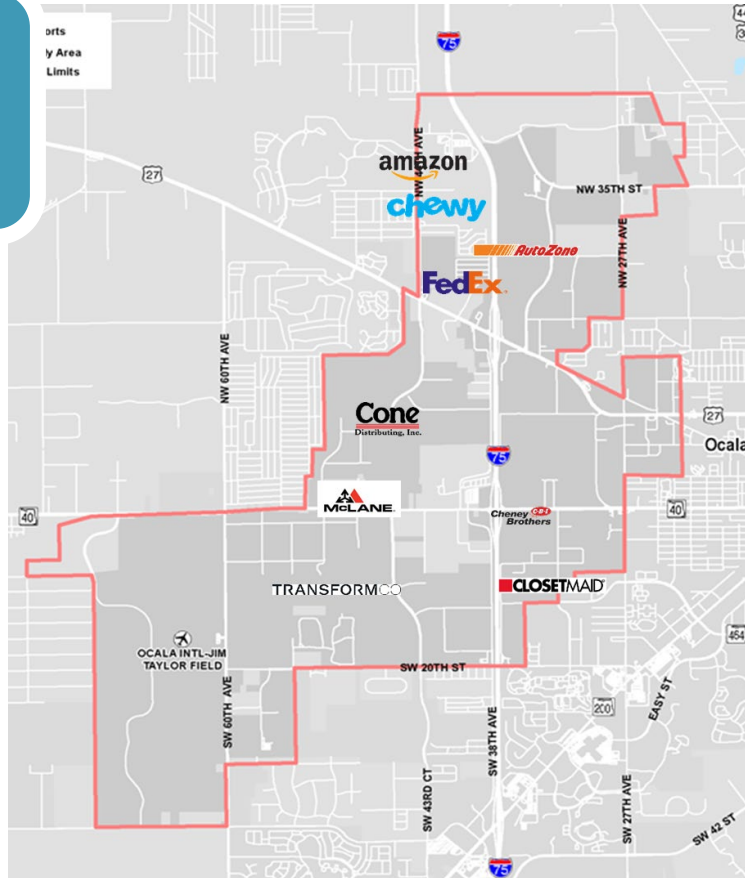 orts
y Area
Limits
44
75
27
NW 44TH AVE
amazon
chewy
NW 35TH ST
AutoZone
NW 27TH AVE
FedEx
NW 60TH AVE
Cone
Distributing, Inc.
27
Ocala
75
McLANE
40
Cheney
Brothers
CBI
40
TRANSFORMCO
CLOSETMAID
464
OCALA INTL-JIM
TAYLOR FIELD
SW 20TH ST
SW 60TH AVE
200
EASY ST
SW 38TH AVE
SW 43RD CT
SW 27TH AVE
SW 42 ST
75